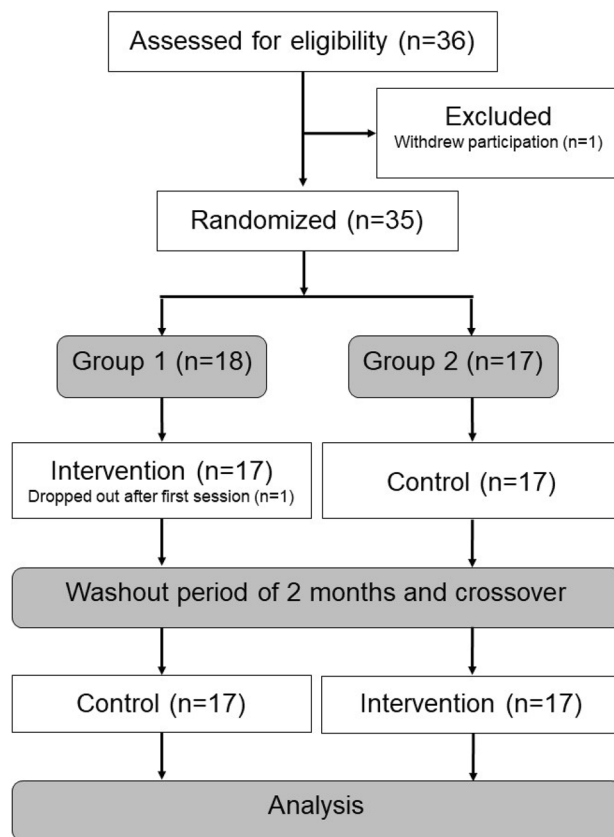 Assessed for eligibility (n=36)
Excluded
Withdrew participation (n=1)
Randomized (n=35)
Group 1 (n=18)
Group 2 (n=17)
Intervention (n=17)
Dropped out after first session (n=1)
Control (n=17)
Washout period of 2 months and crossover
Control (n=17)
Intervention (n=17)
Analysis